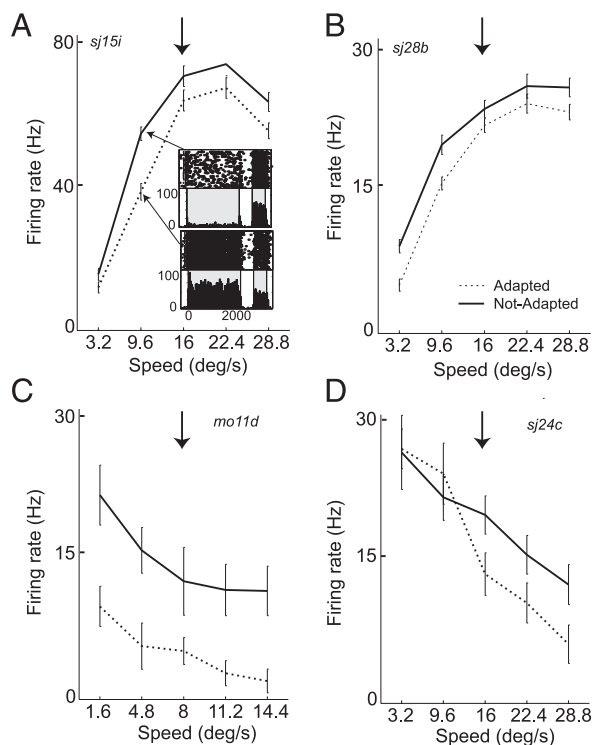 A
sj15i
80
40
0
Firing rate (Hz)
100
0
100
0
0 2000
3.2 9.6 16 22.4 28.8
Speed (deg/s)
B
sj28b
30
15
0
Firing rate (Hz)
Adapted
Not-Adapted
3.2 9.6 16 22.4 28.8
Speed (deg/s)
C
mo11d
30
15
0
Firing rate (Hz)
1.6 4.8 8 11.2 14.4
Speed (deg/s)
D
sj24c
30
15
0
Firing rate (Hz)
3.2 9.6 16 22.4 28.8
Speed (deg/s)